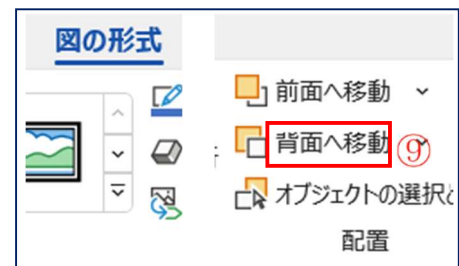 図の形式
前面へ移動
背面へ移動 ⑨
オブジェクトの選択と
配置